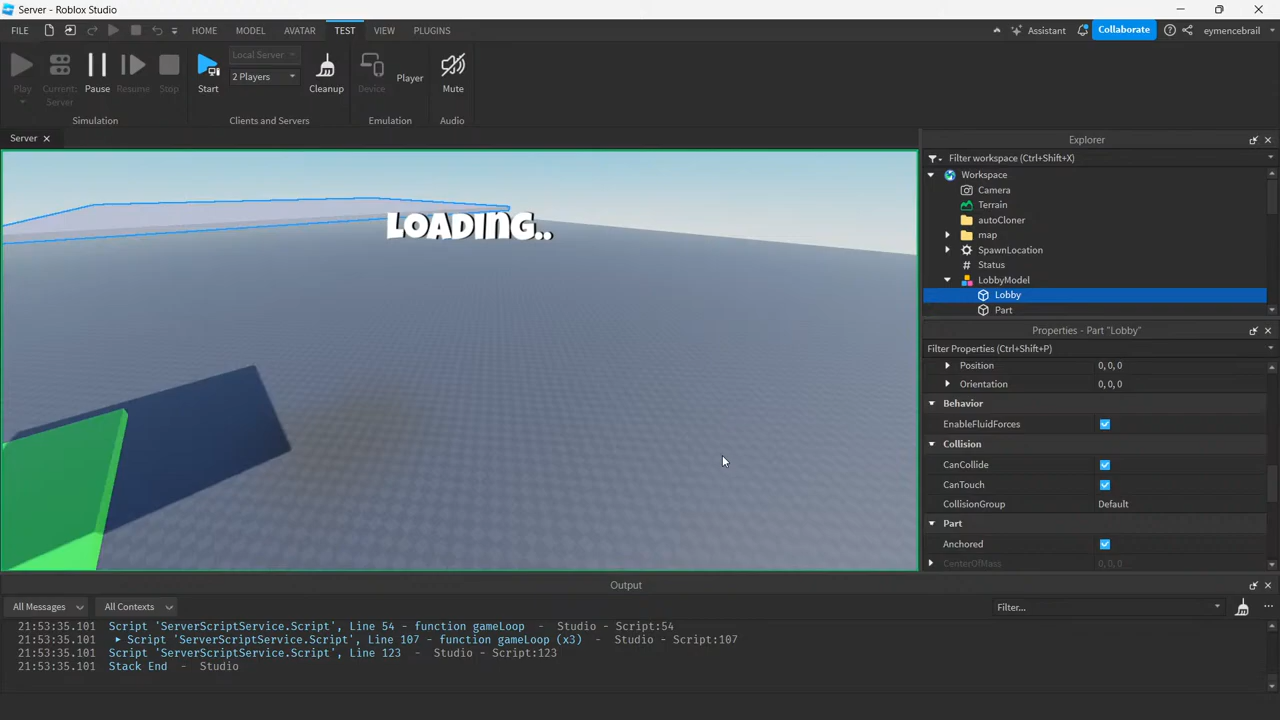 Server - Roblox Studio
FILE HOME MODEL AVATAR TEST VIEW PLUGINS Assistant Collaborate eymencebrail
Local Server
2 Players
Play Current: Server Pause Resume Stop Start Cleanup Device Player Mute
Simulation Clients and Servers Emulation Audio
Server
LOADING..
Explorer
Filter workspace (Ctrl+Shift+X)
Workspace
Camera
Terrain
autoCloner
map
SpawnLocation
# Status
LobbyModel
Lobby
Part
Properties - Part "Lobby"
Filter Properties (Ctrl+Shift+P)
Position 0, 0, 0
Orientation 0, 0, 0
Behavior
EnableFluidForces
Collision
CanCollide
CanTouch
CollisionGroup Default
Part
Anchored
CenterOfMass 0, 0, 0
Output
All Messages All Contexts Filter...
21:53:35.101 Script 'ServerScriptService.Script', Line 54 - function gameLoop - Studio - Script:54
21:53:35.101 Script 'ServerScriptService.Script', Line 107 - function gameLoop (x3) - Studio - Script:107
21:53:35.101 Script 'ServerScriptService.Script', Line 123 - Studio - Script:123
21:53:35.101 Stack End - Studio